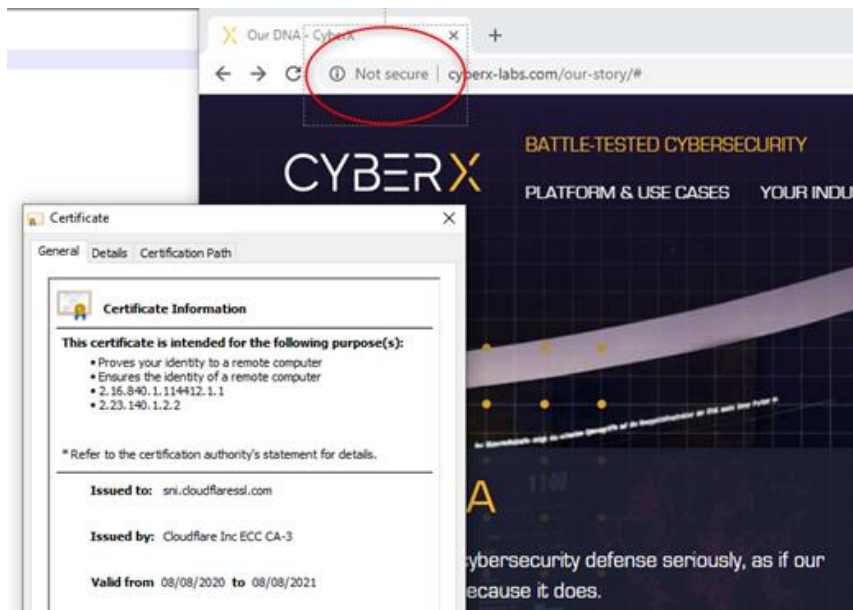 Our DNA - CyberX
Not secure | cyberx-labs.com/our-story/#
CYBERX
BATTLE-TESTED CYBERSECURITY
PLATFORM & USE CASES YOUR INDU
Certificate
General Details Certification Path
Certificate Information
This certificate is intended for the following purpose(s):
• Proves your identity to a remote computer
• Ensures the identity of a remote computer
• 2.16.840.1.114412.1.1
• 2.23.140.1.2.2
* Refer to the certification authority's statement for details.
Issued to: sni.cloudflaressl.com
Issued by: Cloudflare Inc ECC CA-3
Valid from 08/08/2020 to 08/08/2021
1100
A
cybersecurity defense seriously, as if our
ecause it does.